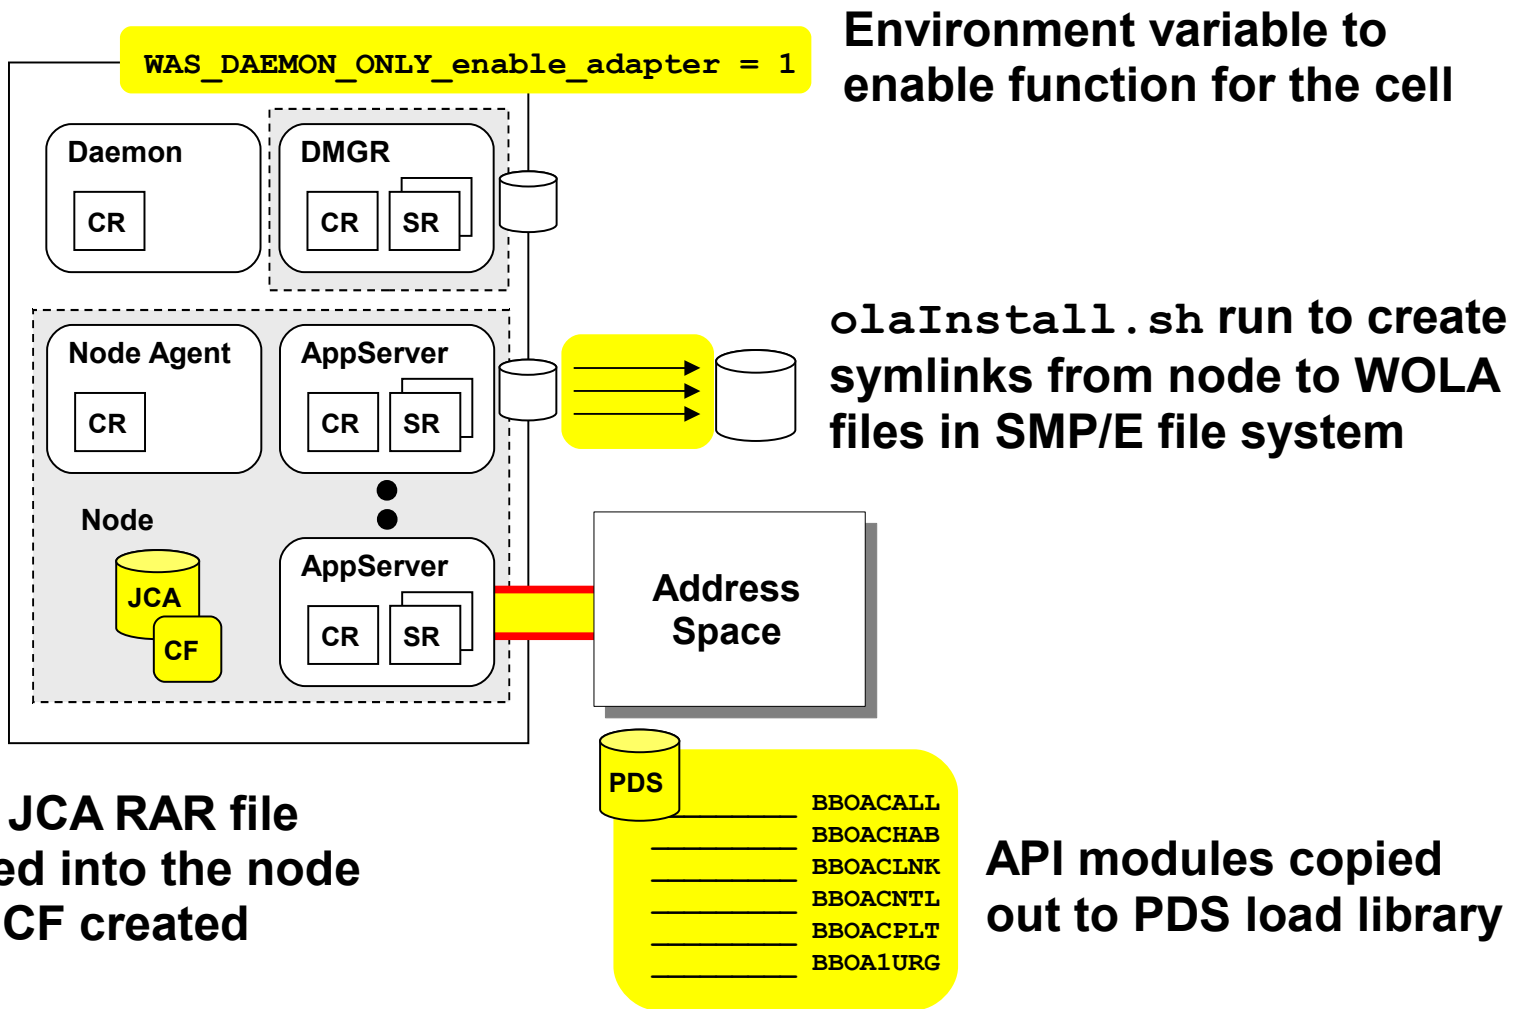 Environment variable to
enable function for the cell
WAS_DAEMON_ONLY_enable_adapter = 1
Daemon
CR
DMGR
CR SR
Node Agent
CR
AppServer
CR SR
olaInstall.sh run to create
symlinks from node to WOLA
files in SMP/E file system
Node
JCA
CF
AppServer
CR SR
Address
Space
JCA RAR file
into the node
CF created
PDS
BBOACALL
BBOACHAB
BBOACLNK
BBOACNTL
BBOACPLT
BBOA1URG
API modules copied
out to PDS load library